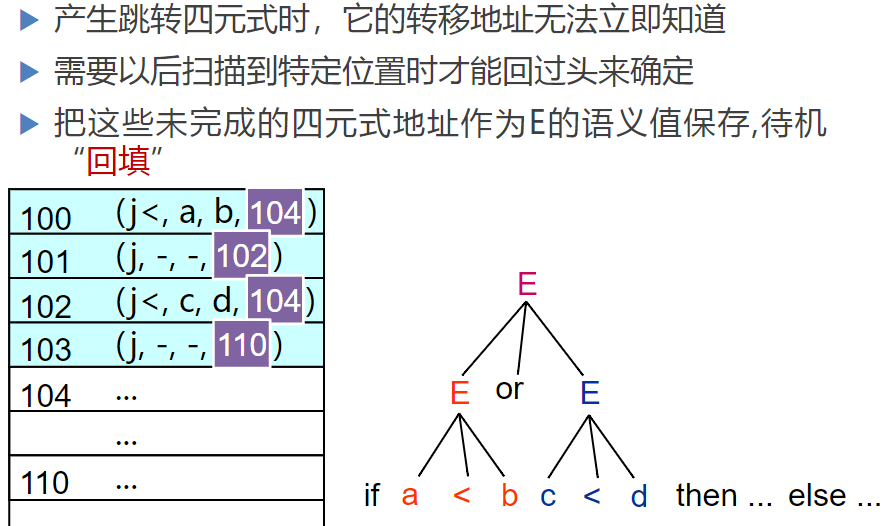 ▶ 产生跳转四元式时，它的转移地址无法立即知道
▶ 需要以后扫描到特定位置时才能回过头来确定
▶ 把这些未完成的四元式地址作为E的语义值保存,待机
“回填”
100 (j<, a, b, 104)
101 (j, -, -, 102)
102 (j<, c, d, 104)
103 (j, -, -, 110)
104 ...
...
110 ...
E
E or E
if a < b c < d then ... else ...